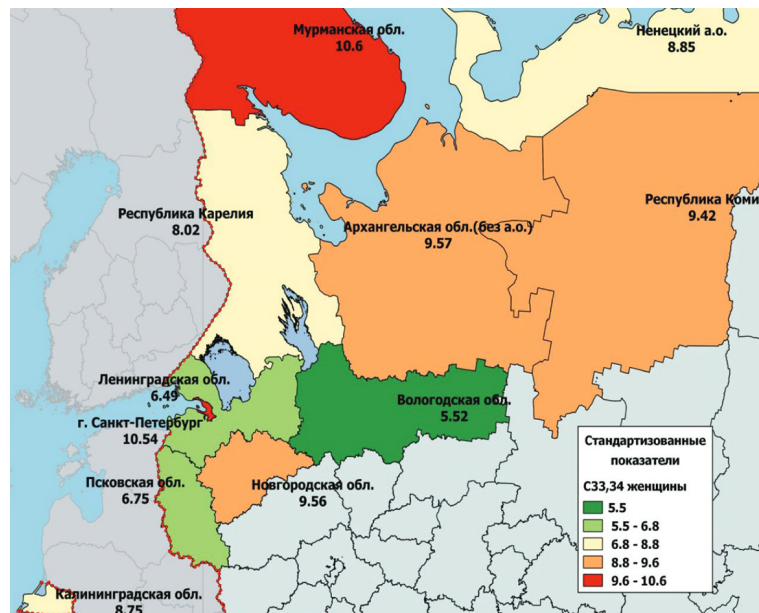 Мурманская обл.
10.6
Ненецкий а.о.
8.85
Республика Карелия
8.02
Архангельская обл.(без а.о.)
9.57
Республика Коми
9.42
Ленинградская обл.
6.49
г. Санкт-Петербург
10.54
Вологодская обл.
5.52
Псковская обл.
6.75
Новгородская обл.
9.56
Калининградская обл.
8.75
Стандартизованные
показатели
С33,34 женщины
5.5
5.5 - 6.8
6.8 - 8.8
8.8 - 9.6
9.6 - 10.6